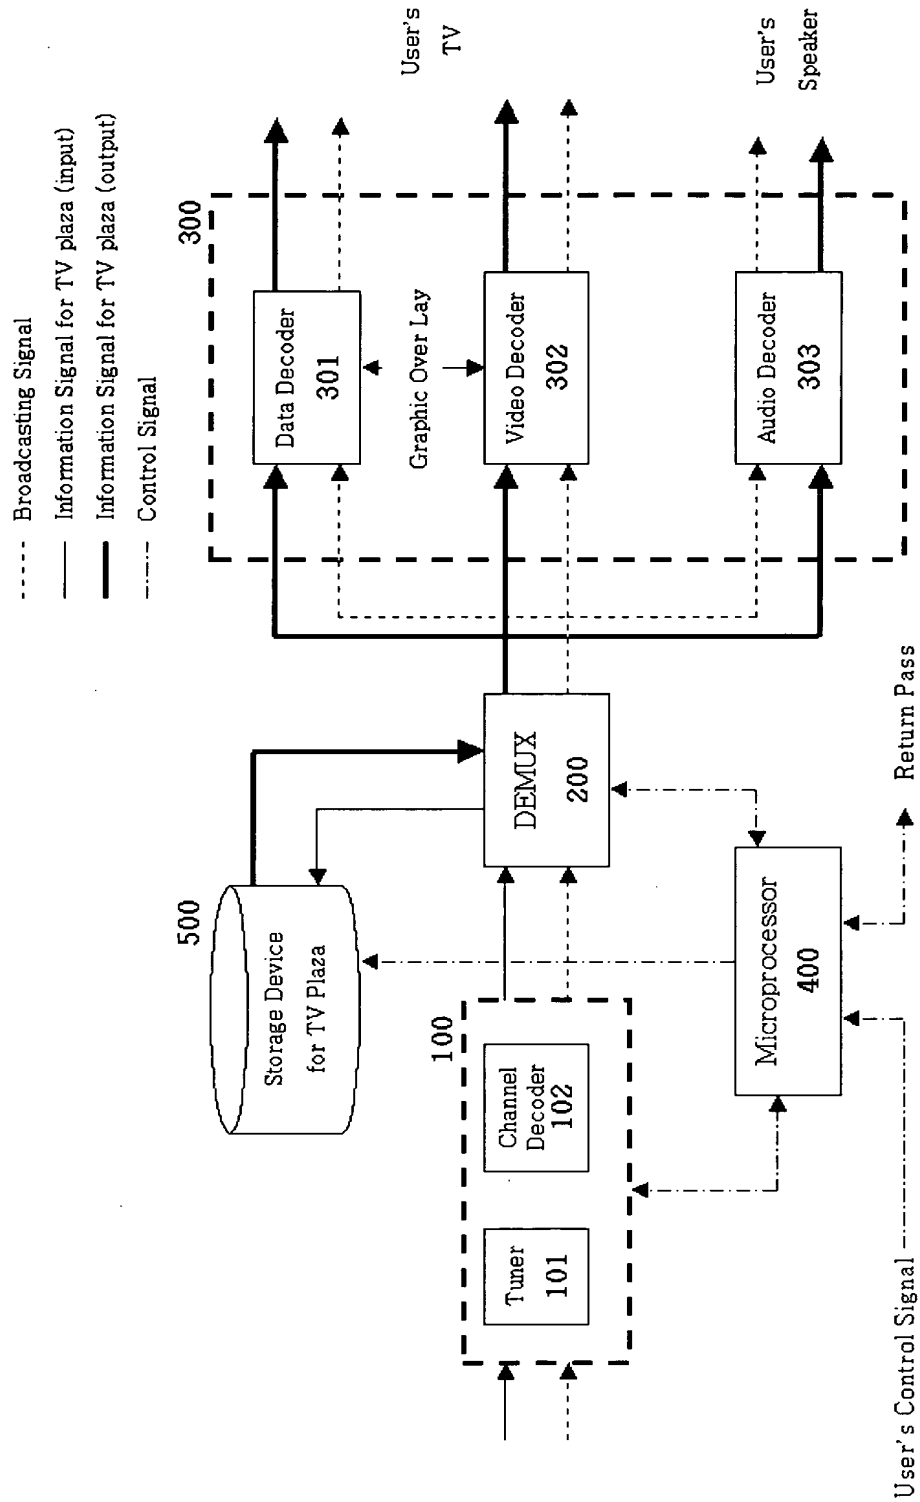 Broadcasting Signal
Information Signal for TV plaza (input)
Information Signal for TV plaza (output)
Control Signal
300
Data Decoder
301
Graphic Over Lay
Video Decoder
302
Audio Decoder
303
User's
TV
User's
Speaker
500
Storage Device
for TV Plaza
DEMUX
200
100
Tuner
101
Channel
Decoder
102
Microprocessor
400
User's Control Signal
Return Pass